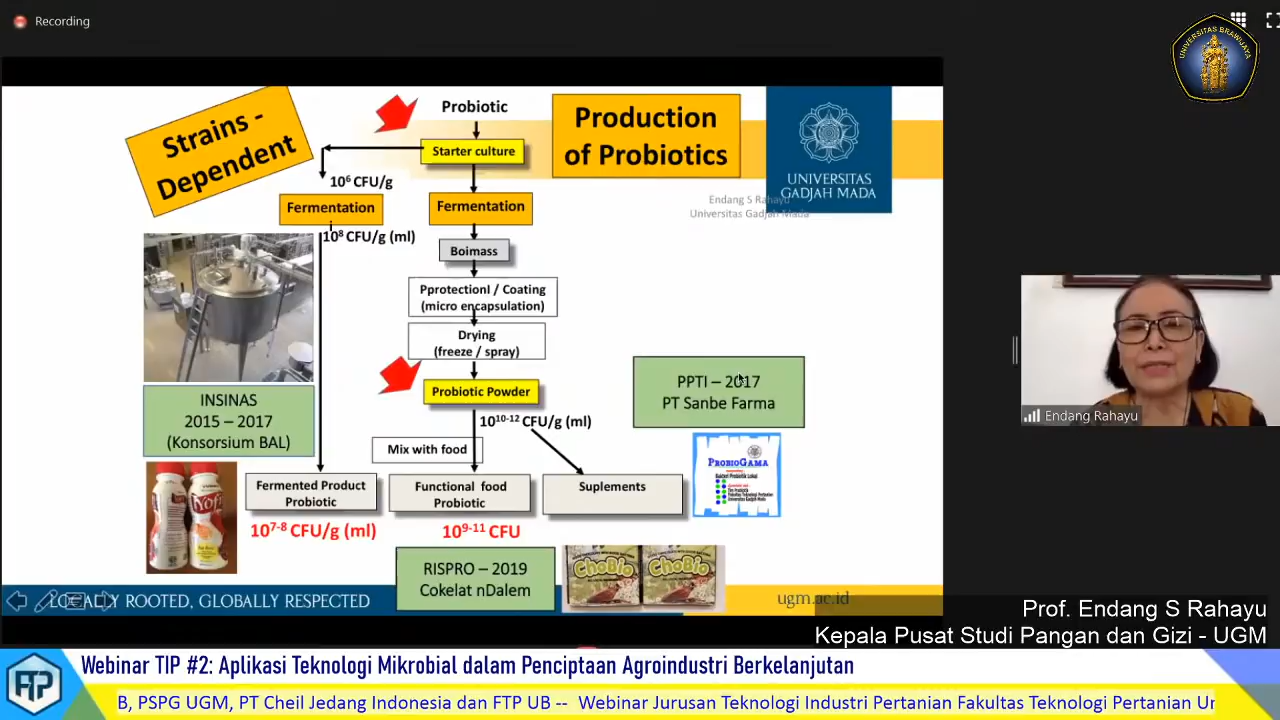 Recording
UNIVERSITAS BRAWIJAYA
Strains -
Dependent
Probiotic
Starter culture
Production
of Probiotics
UNIVERSITAS
GADJAH MADA
Endang S Rahayu
Universitas Gadjah Mada
10⁶ CFU/g
Fermentation
10⁸ CFU/g (ml)
Fermentation
Boimass
PprotectionI / Coating
(micro encapsulation)
Drying
(freeze / spray)
Probiotic Powder
10¹⁰⁻¹² CFU/g (ml)
Mix with food
INSINAS
2015 – 2017
(Konsorsium BAL)
PPTI – 2017
PT Sanbe Farma
PROBIOGAMA
Fermented Product
Probiotic
Functional food
Probiotic
Suplements
10⁷⁻⁸ CFU/g (ml)
10⁹⁻¹¹ CFU
RISPRO – 2019
Cokelat nDalem
ChoBio
ChoBio
LOCALLY ROOTED, GLOBALLY RESPECTED
ugm.ac.id
Endang Rahayu
Prof. Endang S Rahayu
Kepala Pusat Studi Pangan dan Gizi - UGM
Webinar TIP #2: Aplikasi Teknologi Mikrobial dalam Penciptaan Agroindustri Berkelanjutan
B, PSPG UGM, PT Cheil Jedang Indonesia dan FTP UB -- Webinar Jurusan Teknologi Industri Pertanian Fakultas Teknologi Pertanian